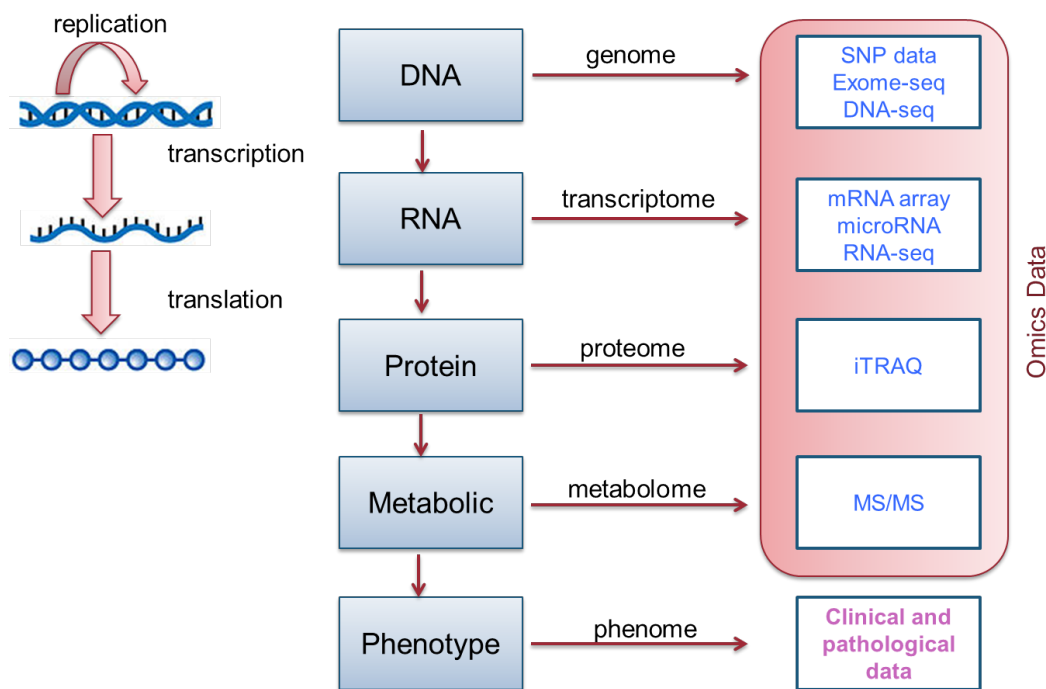 replication
transcription
translation
DNA
genome
SNP data
Exome-seq
DNA-seq
RNA
transcriptome
mRNA array
microRNA
RNA-seq
Protein
proteome
iTRAQ
Metabolic
metabolome
MS/MS
Phenotype
phenome
Clinical and
pathological
data
Omics Data